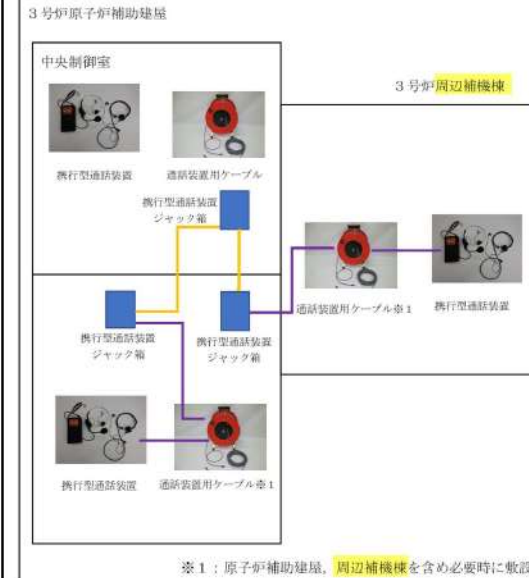 3号炉原子炉補助建屋
中央制御室
3号炉周辺補機棟
携行型通話装置
通話装置用ケーブル
携行型通話装置
ジャック箱
通話装置用ケーブル※1
携行型通話装置
携行型通話装置
ジャック箱
携行型通話装置
ジャック箱
携行型通話装置
通話装置用ケーブル※1
※1：原子炉補助建屋，周辺補機棟を含め必要時に敷設